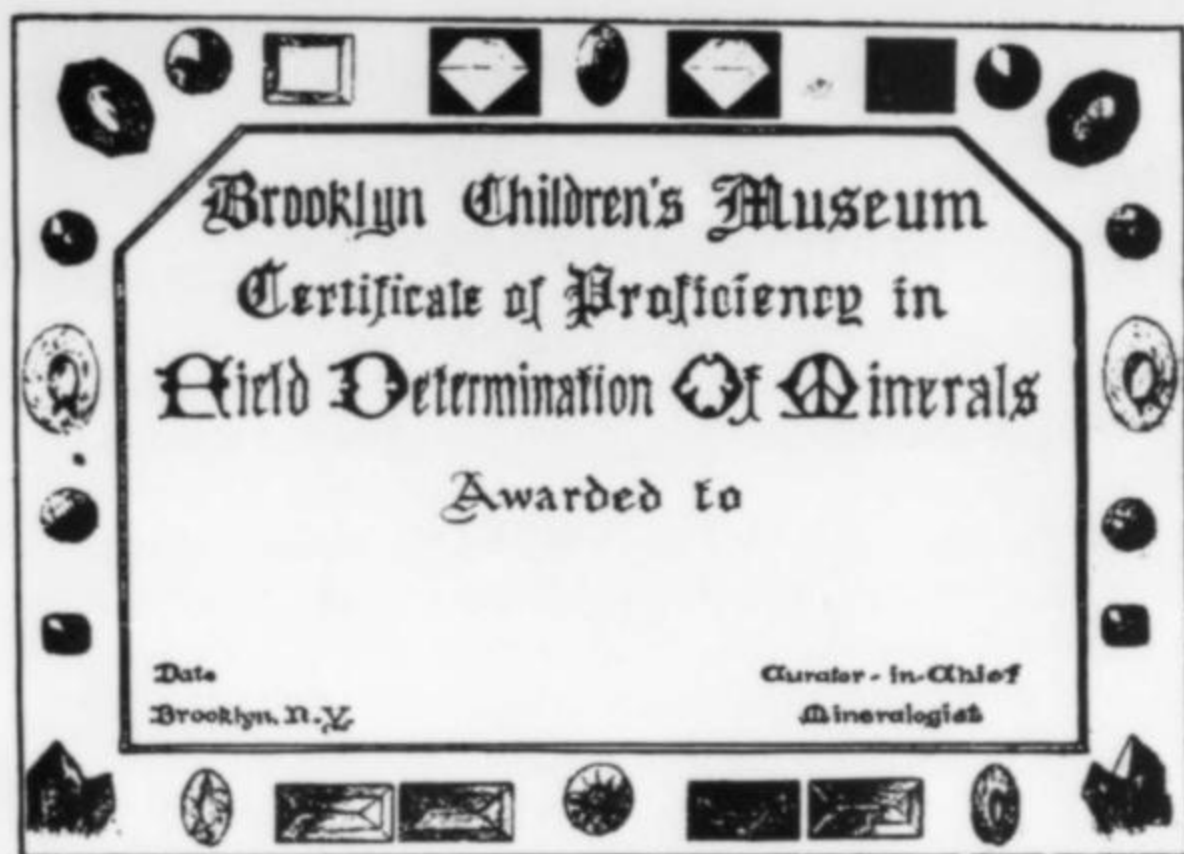 Brooklyn Children's Museum
Certificate of Proficiency in
Field Determination Of Minerals
Awarded to
Date
Brooklyn, N.Y.
Curator-in-Chief
Mineralogist